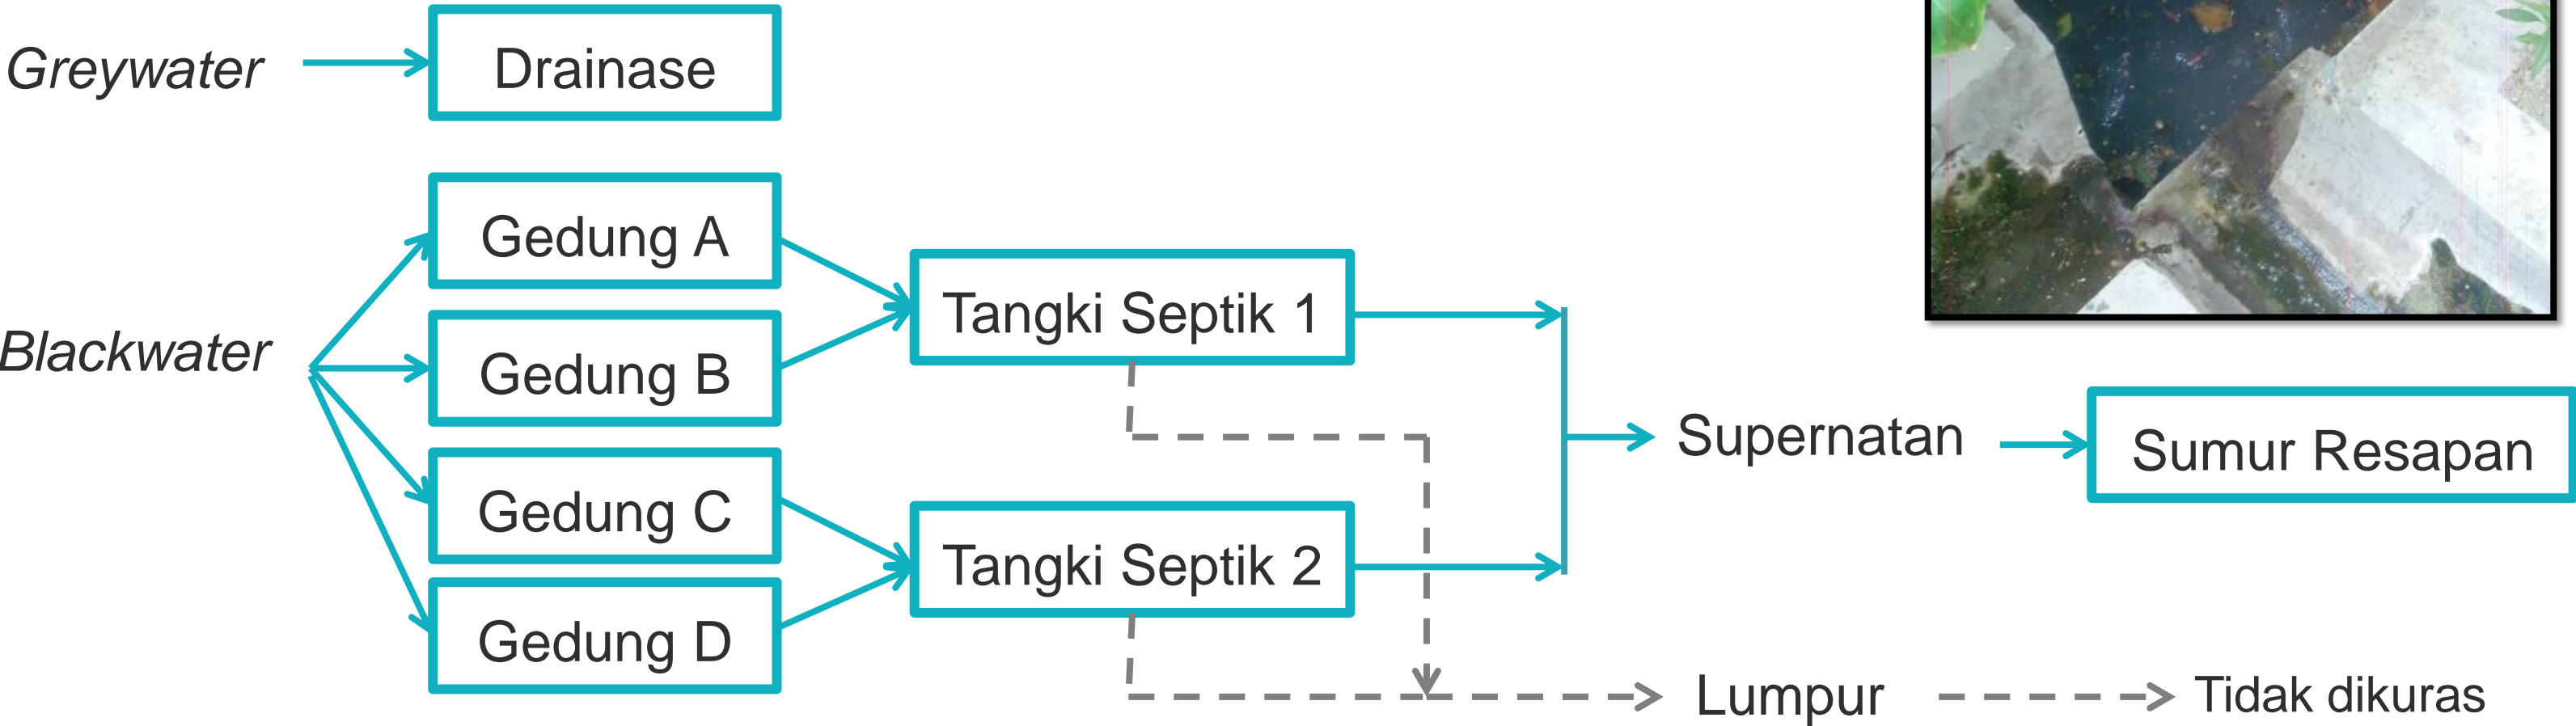 Greywater
Drainase
Blackwater
Gedung A
Gedung B
Gedung C
Gedung D
Tangki Septik 1
Tangki Septik 2
Supernatan
Sumur Resapan
Lumpur
Tidak dikuras